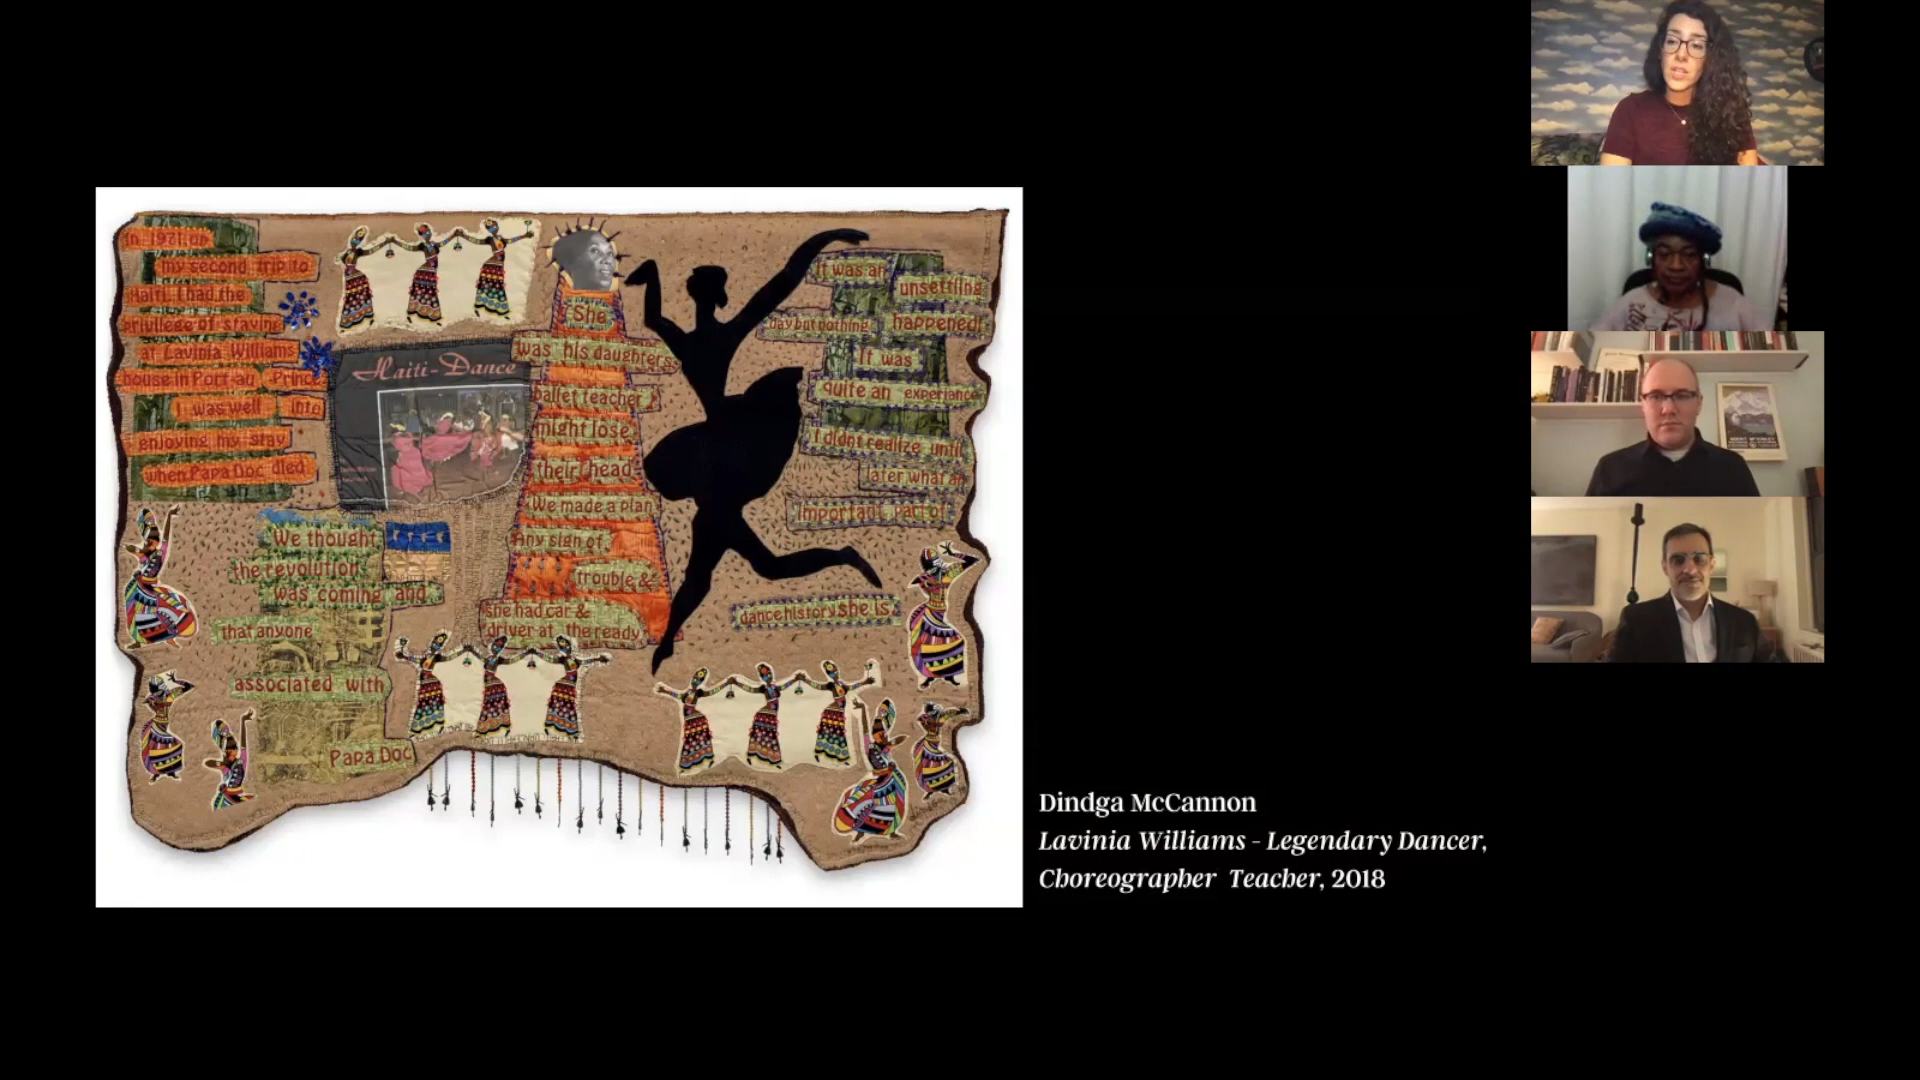 In 1971, on
my second trip to
Haiti, I had the
privilege of staying
at Lavinia Williams
house in Port-au-Prince
I was well into
enjoying my stay
when Papa Doc died
We thought
the revolution
was coming and
that anyone
associated with
Papa Doc
Haiti-Dance
She
was his daughters
ballet teacher
might lose
their head
We made a plan
Any sign of
trouble &
she had car &
driver at the ready
It was an
unsettling
day but nothing
happened!
It was
quite an experiance
I didnt realize until
later what an
important part of
dance history she is
Dindga McCannon
Lavinia Williams - Legendary Dancer,
Choreographer Teacher, 2018